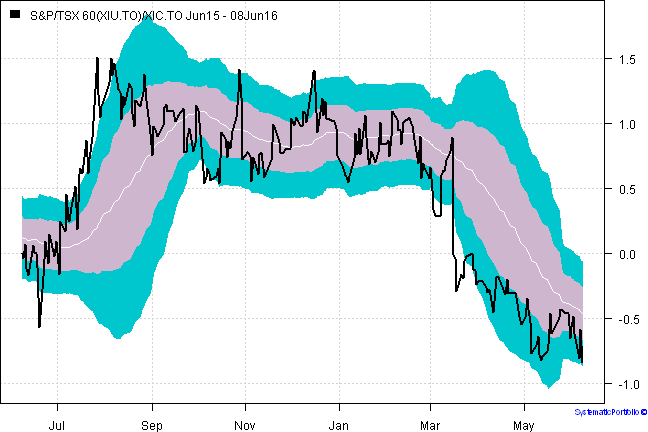 S&P/TSX 60(XIU.TO)/XIC.TO Jun15 - 08Jun16
1.5
1.0
0.5
0.0
-0.5
-1.0
Jul Sep Nov Jan Mar May
SystematicPortfolio ©